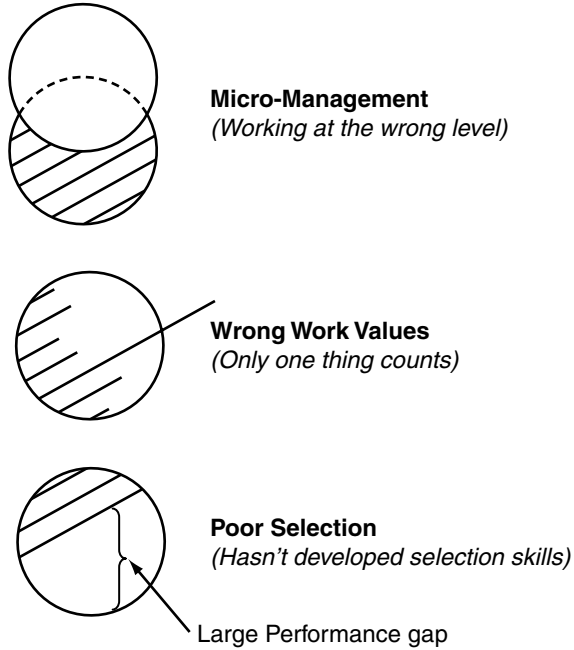 Micro-Management
(Working at the wrong level)
Wrong Work Values
(Only one thing counts)
Poor Selection
(Hasn't developed selection skills)
Large Performance gap